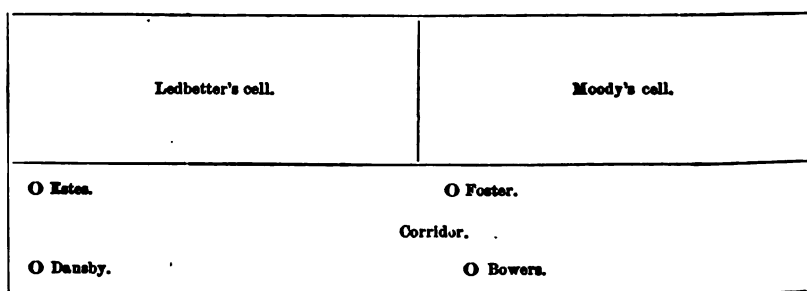 Ledbetter's cell. Moody's cell.
O Estes. O Foster.
Corridor.
O Dansby. O Bowers.